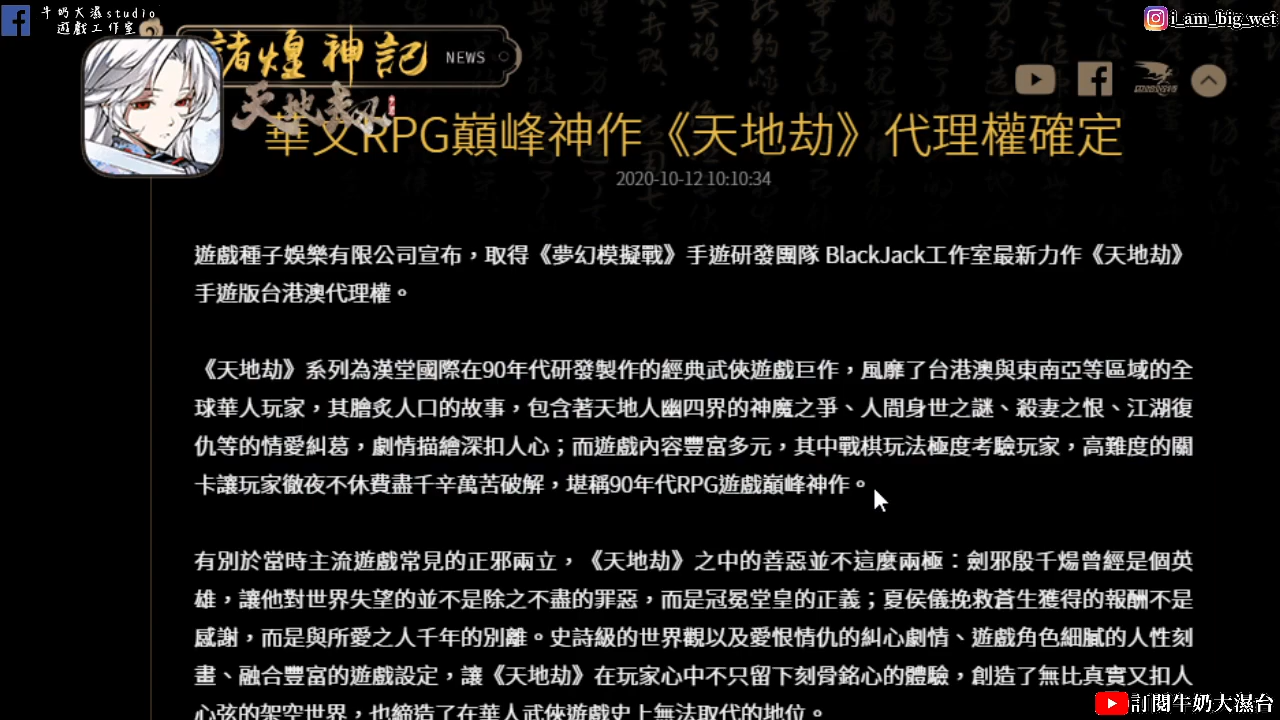 牛奶大濕studio
遊戲工作室
i_am_big_wet
諸煌神記 NEWS
天地劫
華文RPG巔峰神作《天地劫》代理權確定
2020-10-12 10:10:34
遊戲種子娛樂有限公司宣布，取得《夢幻模擬戰》手遊研發團隊 BlackJack工作室最新力作《天地劫》
手遊版台港澳代理權。
《天地劫》系列為漢堂國際在90年代研發製作的經典武俠遊戲巨作，風靡了台港澳與東南亞等區域的全
球華人玩家，其膾炙人口的故事，包含著天地人幽四界的神魔之爭、人間身世之謎、殺妻之恨、江湖復
仇等的情愛糾葛，劇情描繪深扣人心；而遊戲內容豐富多元，其中戰棋玩法極度考驗玩家，高難度的關
卡讓玩家徹夜不休費盡千辛萬苦破解，堪稱90年代RPG遊戲巔峰神作。
有別於當時主流遊戲常見的正邪兩立，《天地劫》之中的善惡並不這麼兩極：劍邪殷千煬曾經是個英
雄，讓他對世界失望的並不是除之不盡的罪惡，而是冠冕堂皇的正義；夏侯儀挽救蒼生獲得的報酬不是
感謝，而是與所愛之人千年的別離。史詩級的世界觀以及愛恨情仇的糾心劇情、遊戲角色細膩的人性刻
畫、融合豐富的遊戲設定，讓《天地劫》在玩家心中不只留下刻骨銘心的體驗，創造了無比真實又扣人
心弦的架空世界，也締造了在華人武俠遊戲史上無法取代的地位。
訂閱牛奶大濕台